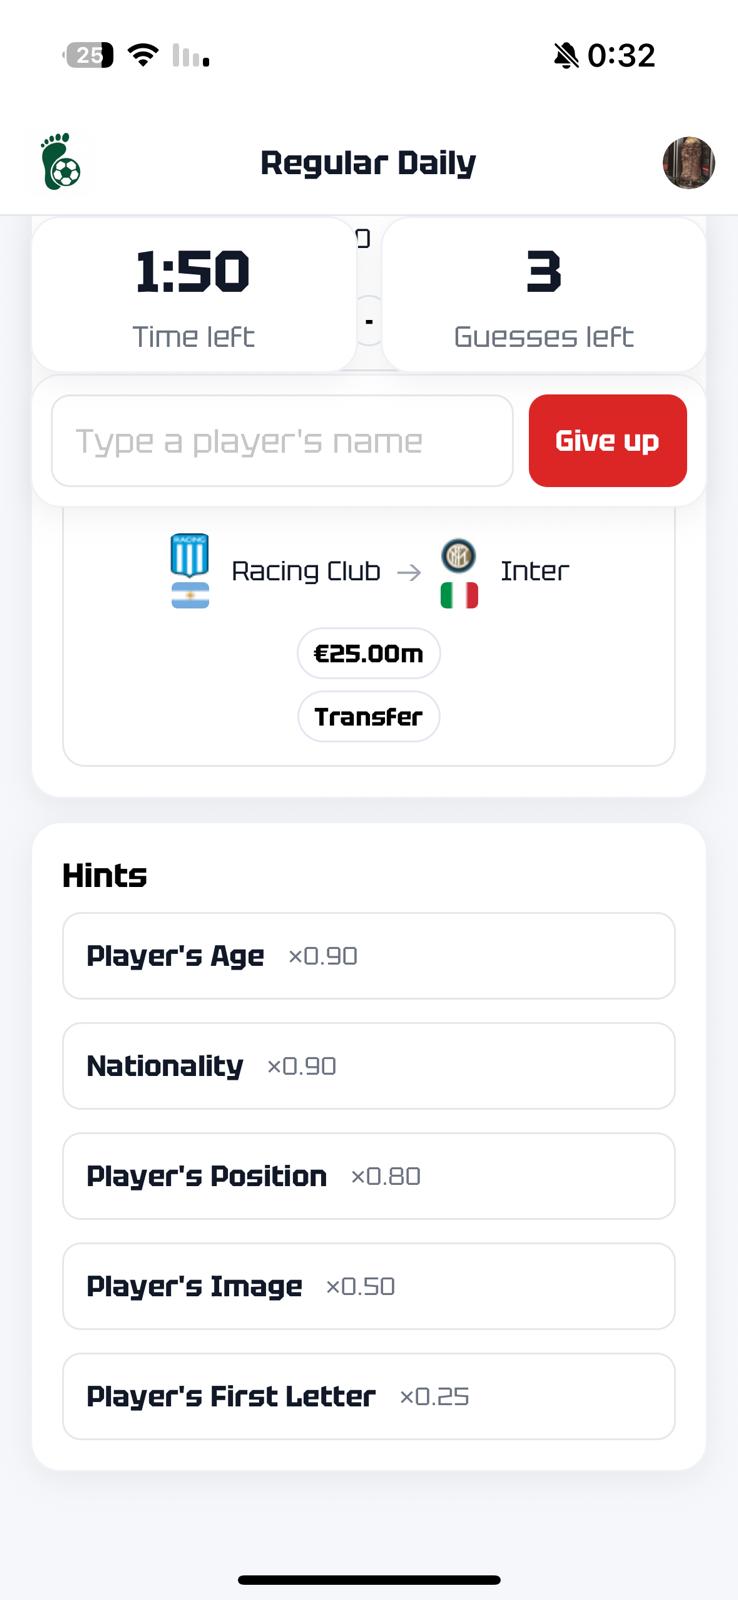 25 0:32
Regular Daily
1:50 3
Time left Guesses left
-
Type a player's name Give up
RACING
Racing Club → Inter
€25.00m
Transfer
Hints
Player's Age ×0.90
Nationality ×0.90
Player's Position ×0.80
Player's Image ×0.50
Player's First Letter ×0.25